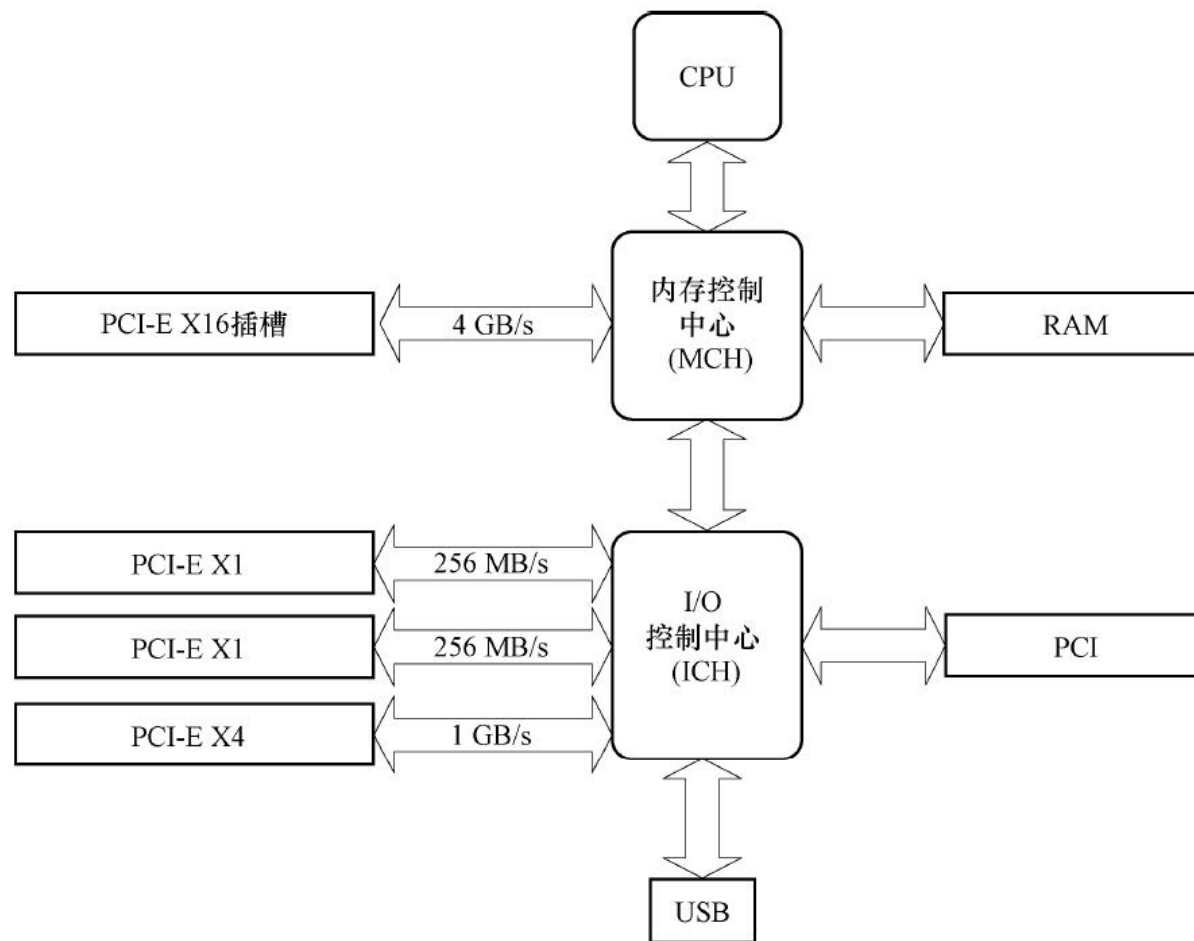 CPU
内存控制
中心
(MCH)
PCI-E X16插槽
4 GB/s
RAM
PCI-E X1
256 MB/s
PCI-E X1
256 MB/s
PCI-E X4
1 GB/s
I/O
控制中心
(ICH)
PCI
USB